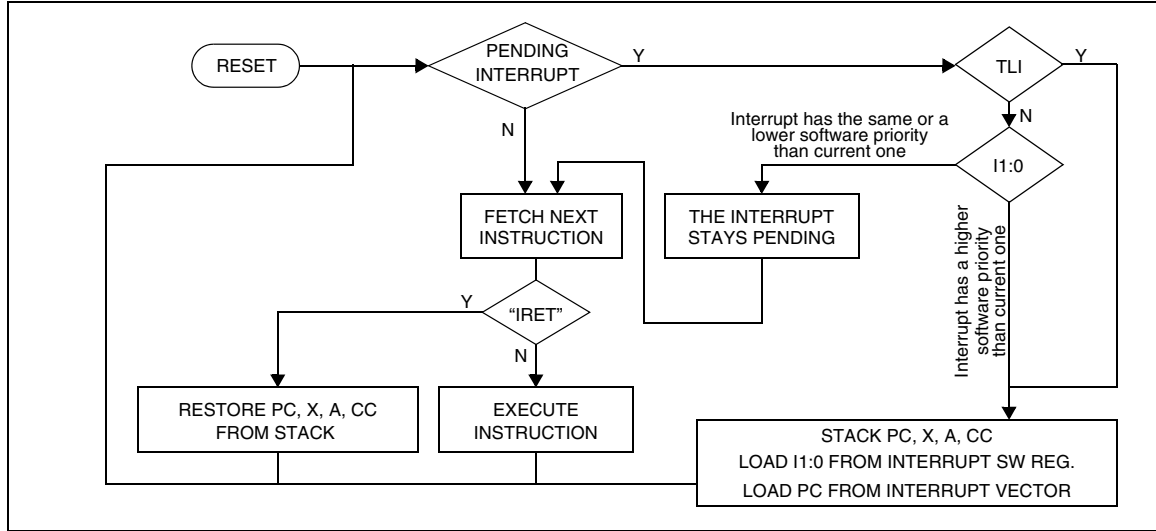 RESET
PENDING
INTERRUPT
Y
TLI
Y
N
N
Interrupt has the same or a
lower software priority
than current one
I1:0
FETCH NEXT
INSTRUCTION
THE INTERRUPT
STAYS PENDING
Interrupt has a higher
software priority
than current one
Y
“IRET”
N
RESTORE PC, X, A, CC
FROM STACK
EXECUTE
INSTRUCTION
STACK PC, X, A, CC
LOAD I1:0 FROM INTERRUPT SW REG.
LOAD PC FROM INTERRUPT VECTOR